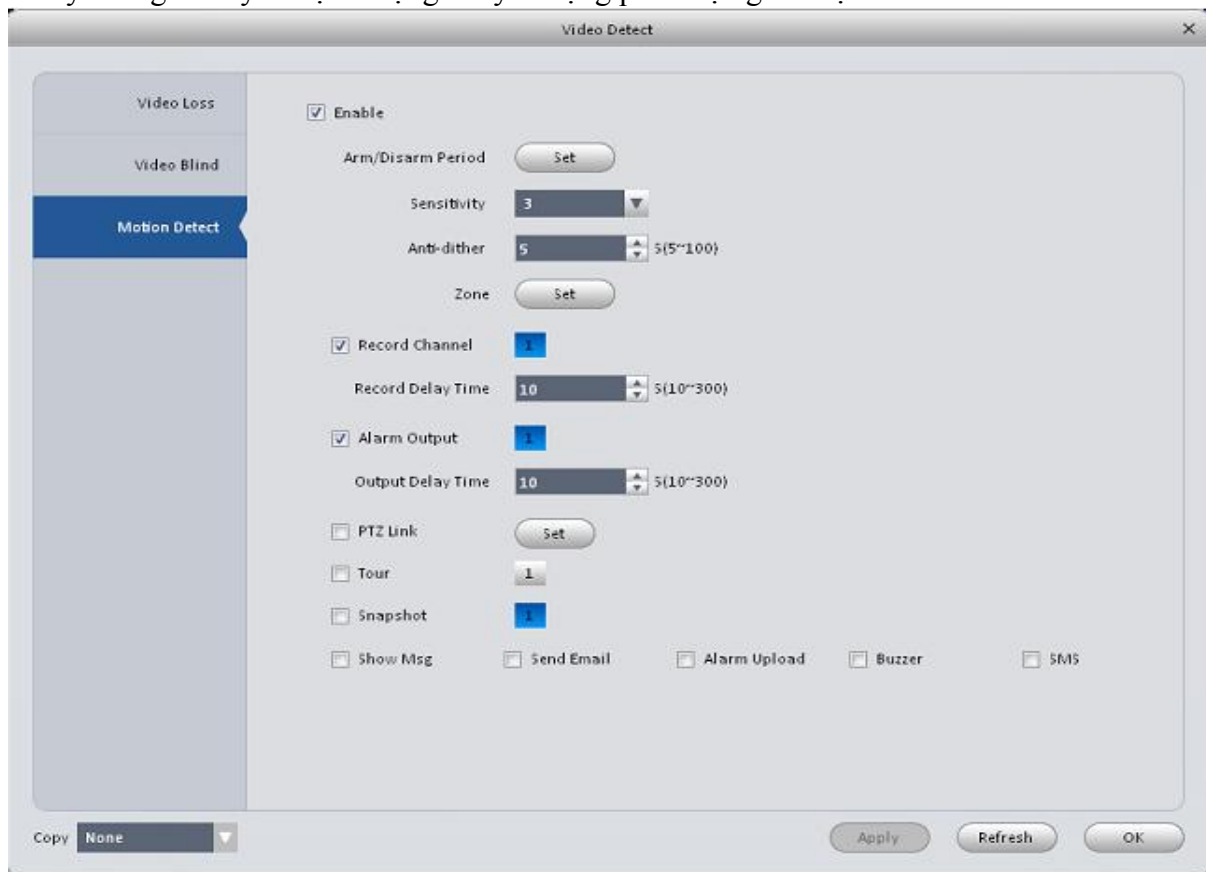 Video Detect
Video Loss
Video Blind
Motion Detect
Enable
Arm/Disarm Period Set
Sensitivity 3
Anti-dither 5 S(5~100)
Zone Set
Record Channel 1
Record Delay Time 10 S(10~300)
Alarm Output 1
Output Delay Time 10 S(10~300)
PTZ Link Set
Tour 1
Snapshot 1
Show Msg Send Email Alarm Upload Buzzer SMS
Copy None Apply Refresh OK